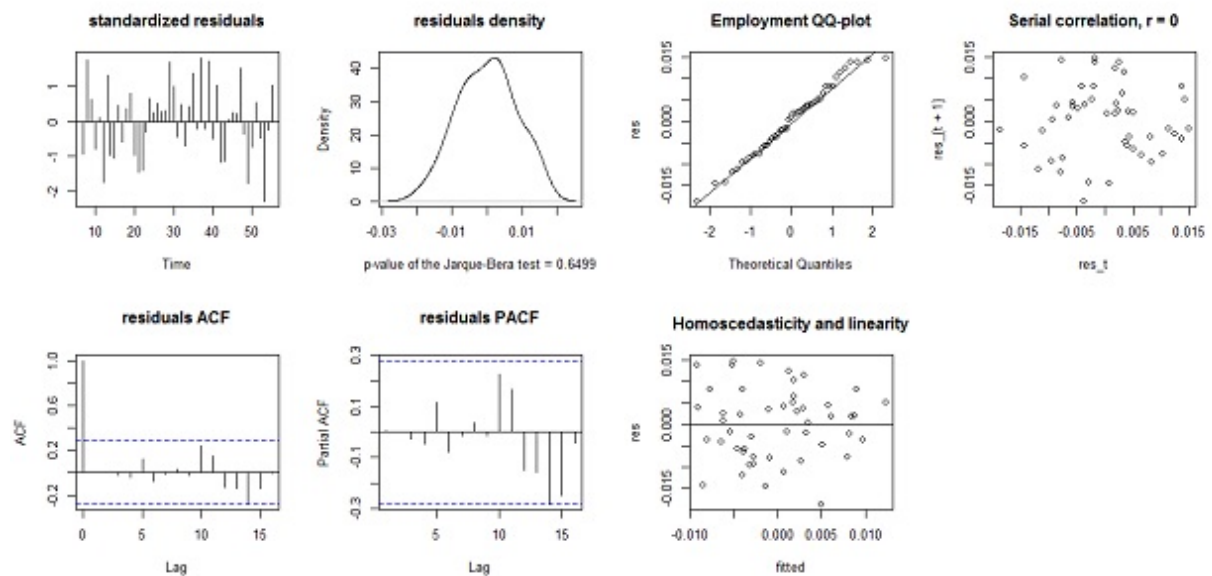 standardized residuals
1
0
-1
-2
10 20 30 40 50
Time
residuals density
Density
40
30
20
10
0
-0.03 -0.01 0.01
p-value of the Jarque-Bera test = 0.6499
Employment QQ-plot
res
0.015
0.000
-0.015
-2 -1 0 1 2
Theoretical Quantiles
Serial correlation, r = 0
res_[t + 1]
0.015
0.000
-0.015
-0.015 -0.005 0.005 0.015
res_t
residuals ACF
ACF
1.0
0.6
0.2
-0.2
0 5 10 15
Lag
residuals PACF
Partial ACF
0.3
0.1
-0.1
-0.3
5 10 15
Lag
Homoscedasticity and linearity
res
0.015
0.000
-0.015
-0.010 0.000 0.005 0.010
fitted